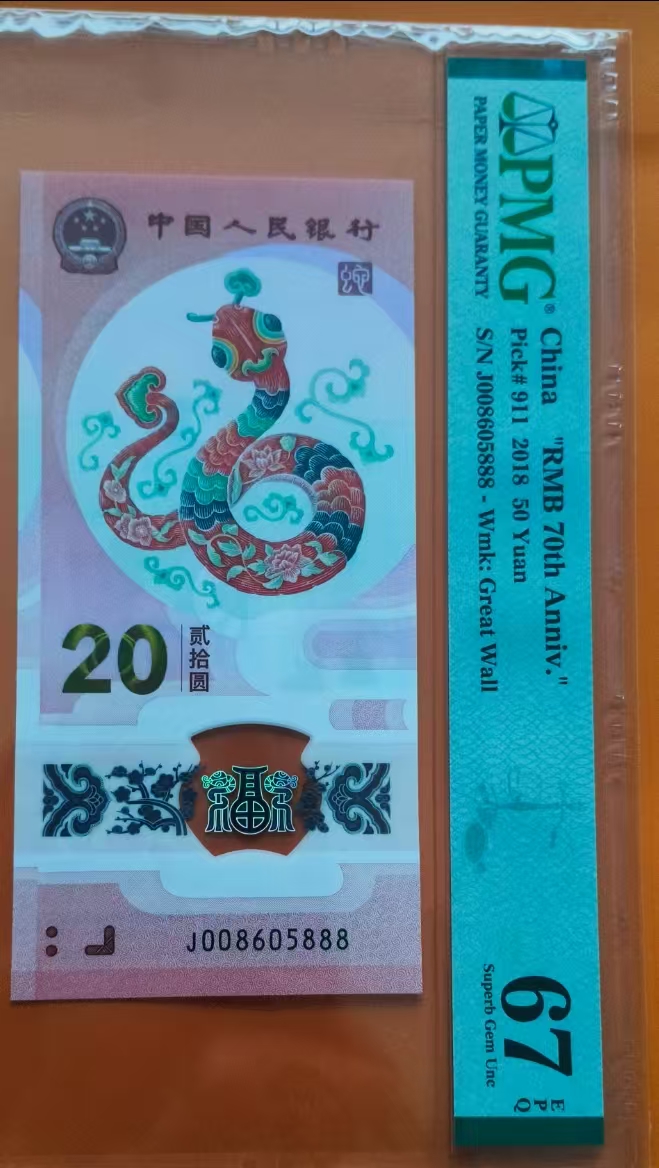 中国人民银行
蛇
20
贰拾圆
福
J008605888
PMG®
PAPER MONEY GUARANTY
China "RMB 70th Anniv."
Pick# 911 2018 50 Yuan
S/N J008605888 - Wmk: Great Wall
67
EPQ
Superb Gem Unc